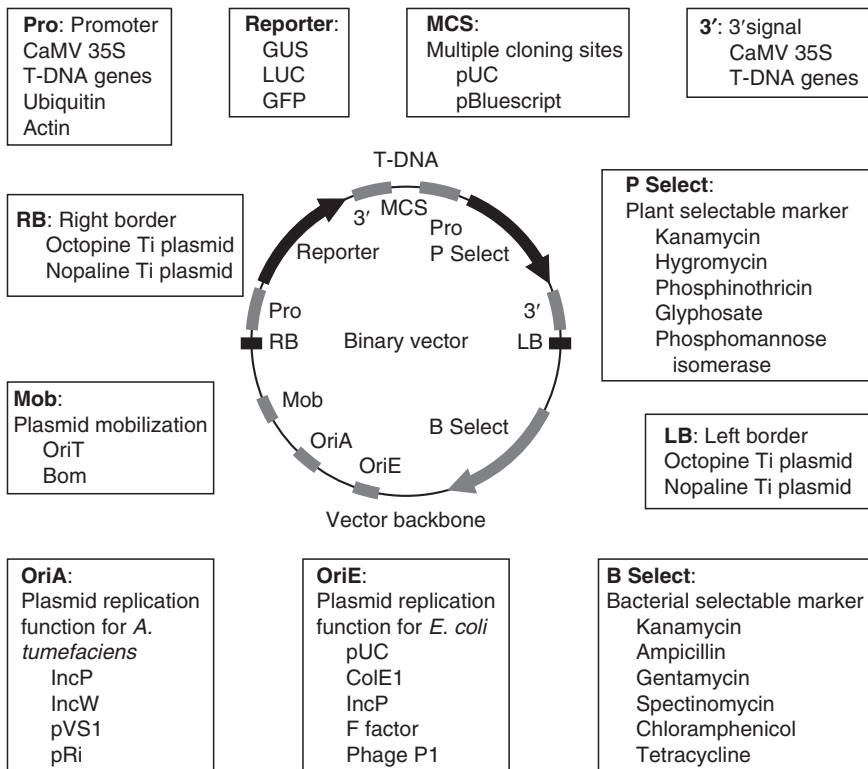 Pro: Promoter
CaMV 35S
T-DNA genes
Ubiquitin
Actin
Reporter:
GUS
LUC
GFP
MCS:
Multiple cloning sites
pUC
pBluescript
3′: 3′signal
CaMV 35S
T-DNA genes
RB: Right border
Octopine Ti plasmid
Nopaline Ti plasmid
T-DNA
3′
MCS
Pro
P Select
Reporter
Pro
3′
RB
Binary vector
LB
Mob
B Select
OriA
OriE
Vector backbone
P Select:
Plant selectable marker
Kanamycin
Hygromycin
Phosphinothricin
Glyphosate
Phosphomannose
isomerase
Mob:
Plasmid mobilization
OriT
Bom
LB: Left border
Octopine Ti plasmid
Nopaline Ti plasmid
OriA:
Plasmid replication
function for A.
tumefaciens
IncP
IncW
pVS1
pRi
OriE:
Plasmid replication
function for E. coli
pUC
ColE1
IncP
F factor
Phage P1
B Select:
Bacterial selectable marker
Kanamycin
Ampicillin
Gentamycin
Spectinomycin
Chloramphenicol
Tetracycline